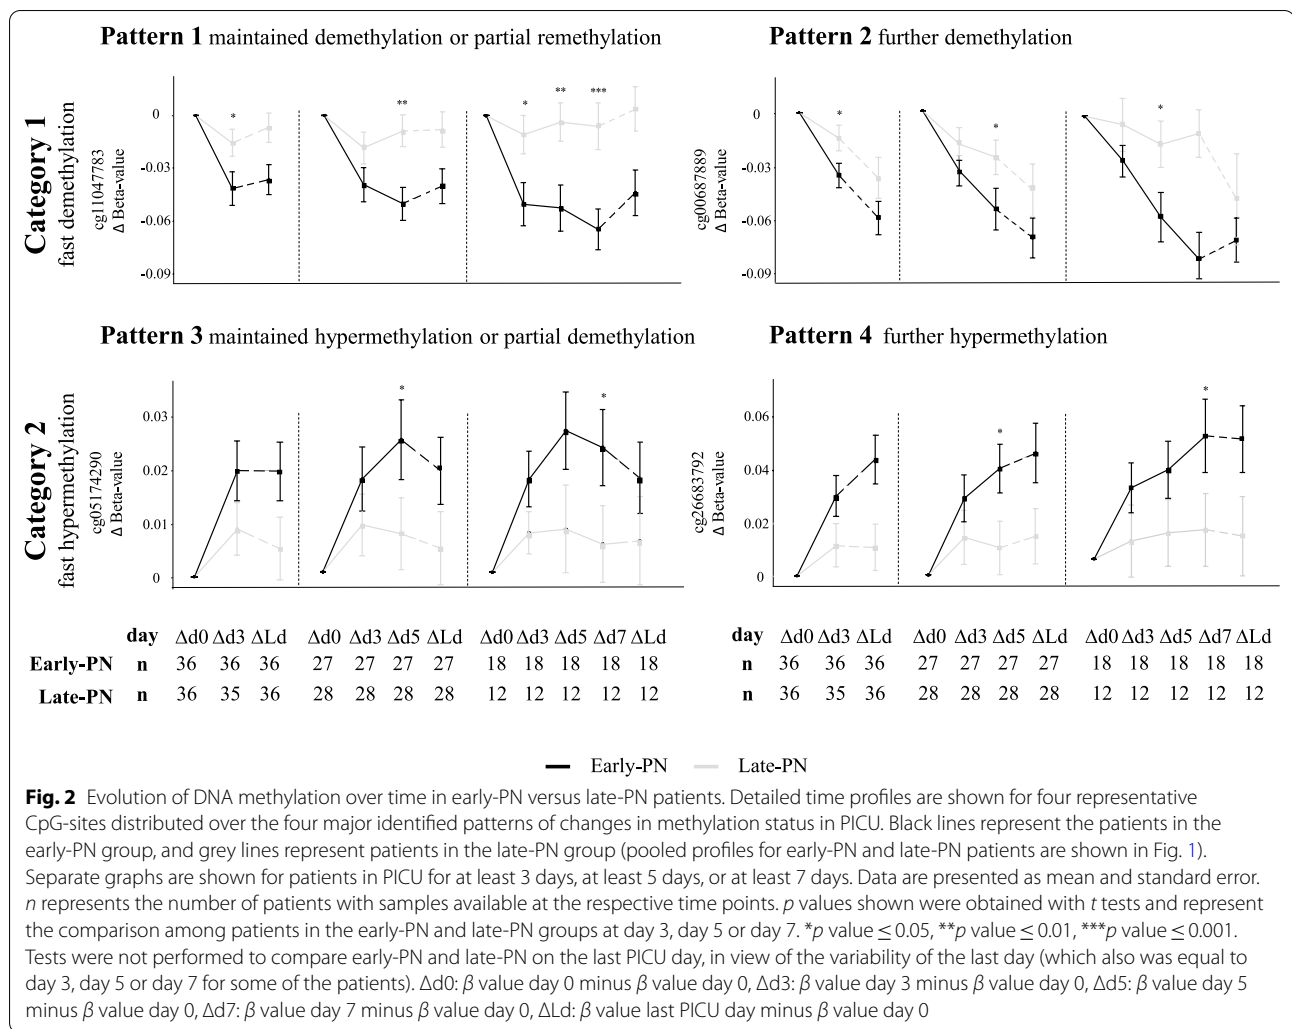 Pattern 1 maintained demethylation or partial remethylation
Pattern 2 further demethylation
Category 1
fast demethylation
cg11047783
Δ Beta-value
0
-0.03
-0.06
-0.09
*
**
*
**
***
cg00687889
Δ Beta-value
0
-0.03
-0.06
-0.09
*
*
*
Pattern 3 maintained hypermethylation or partial demethylation
Pattern 4 further hypermethylation
Category 2
fast hypermethylation
cg05174290
Δ Beta-value
0.03
0.02
0.01
0
*
*
cg26683792
Δ Beta-value
0.06
0.04
0.02
0
*
*
day Δd0 Δd3 ΔLd Δd0 Δd3 Δd5 ΔLd Δd0 Δd3 Δd5 Δd7 ΔLd day Δd0 Δd3 ΔLd Δd0 Δd3 Δd5 ΔLd Δd0 Δd3 Δd5 Δd7 ΔLd
Early-PN n 36 36 36 27 27 27 27 18 18 18 18 18 n 36 36 36 27 27 27 27 18 18 18 18 18
Late-PN n 36 35 36 28 28 28 28 12 12 12 12 12 n 36 35 36 28 28 28 28 12 12 12 12 12
Early-PN Late-PN
Fig. 2 Evolution of DNA methylation over time in early-PN versus late-PN patients. Detailed time profiles are shown for four representative
CpG-sites distributed over the four major identified patterns of changes in methylation status in PICU. Black lines represent the patients in the
early-PN group, and grey lines represent patients in the late-PN group (pooled profiles for early-PN and late-PN patients are shown in Fig. 1).
Separate graphs are shown for patients in PICU for at least 3 days, at least 5 days, or at least 7 days. Data are presented as mean and standard error.
n represents the number of patients with samples available at the respective time points. p values shown were obtained with t tests and represent
the comparison among patients in the early-PN and late-PN groups at day 3, day 5 or day 7. *p value ≤ 0.05, **p value ≤ 0.01, ***p value ≤ 0.001.
Tests were not performed to compare early-PN and late-PN on the last PICU day, in view of the variability of the last day (which also was equal to
day 3, day 5 or day 7 for some of the patients). Δd0: β value day 0 minus β value day 0, Δd3: β value day 3 minus β value day 0, Δd5: β value day 5
minus β value day 0, Δd7: β value day 7 minus β value day 0, ΔLd: β value last PICU day minus β value day 0